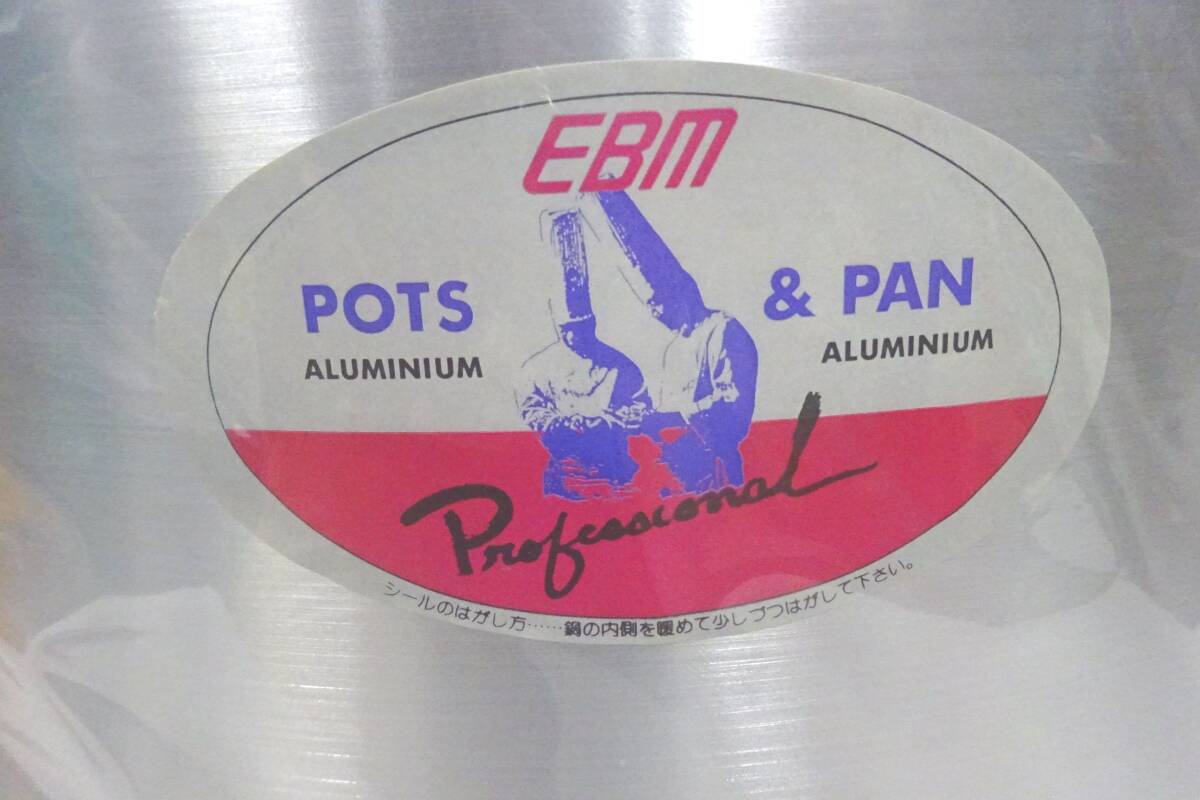 EBM
POTS & PAN
ALUMINIUM ALUMINIUM
Professional
シールのはがし方……鍋の内側を暖めて少しづつはがして下さい。